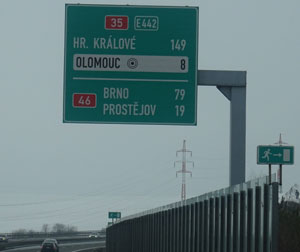 35 E442
HR. KRÁLOVÉ 149
OLOMOUC 8
46 BRNO 79
PROSTĚJOV 19